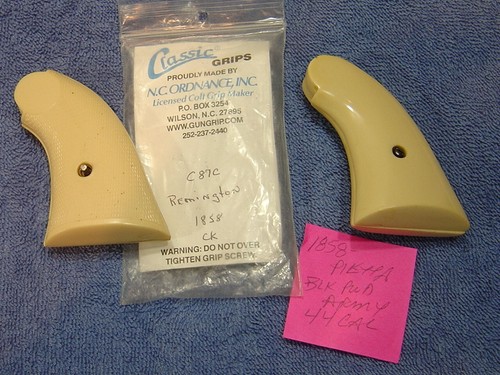 Classic GRIPS
PROUDLY MADE BY
N.C. ORDNANCE, INC.
Licensed Colt Grip Maker
P.O. BOX 3254
WILSON, N.C. 27895
WWW.GUNGRIP.COM
252-237-2440
C87C
Remington
1858
CK
WARNING: DO NOT OVER
TIGHTEN GRIP SCREW
1858
PIETTA
BLK PWD
ARMY
44 CAL